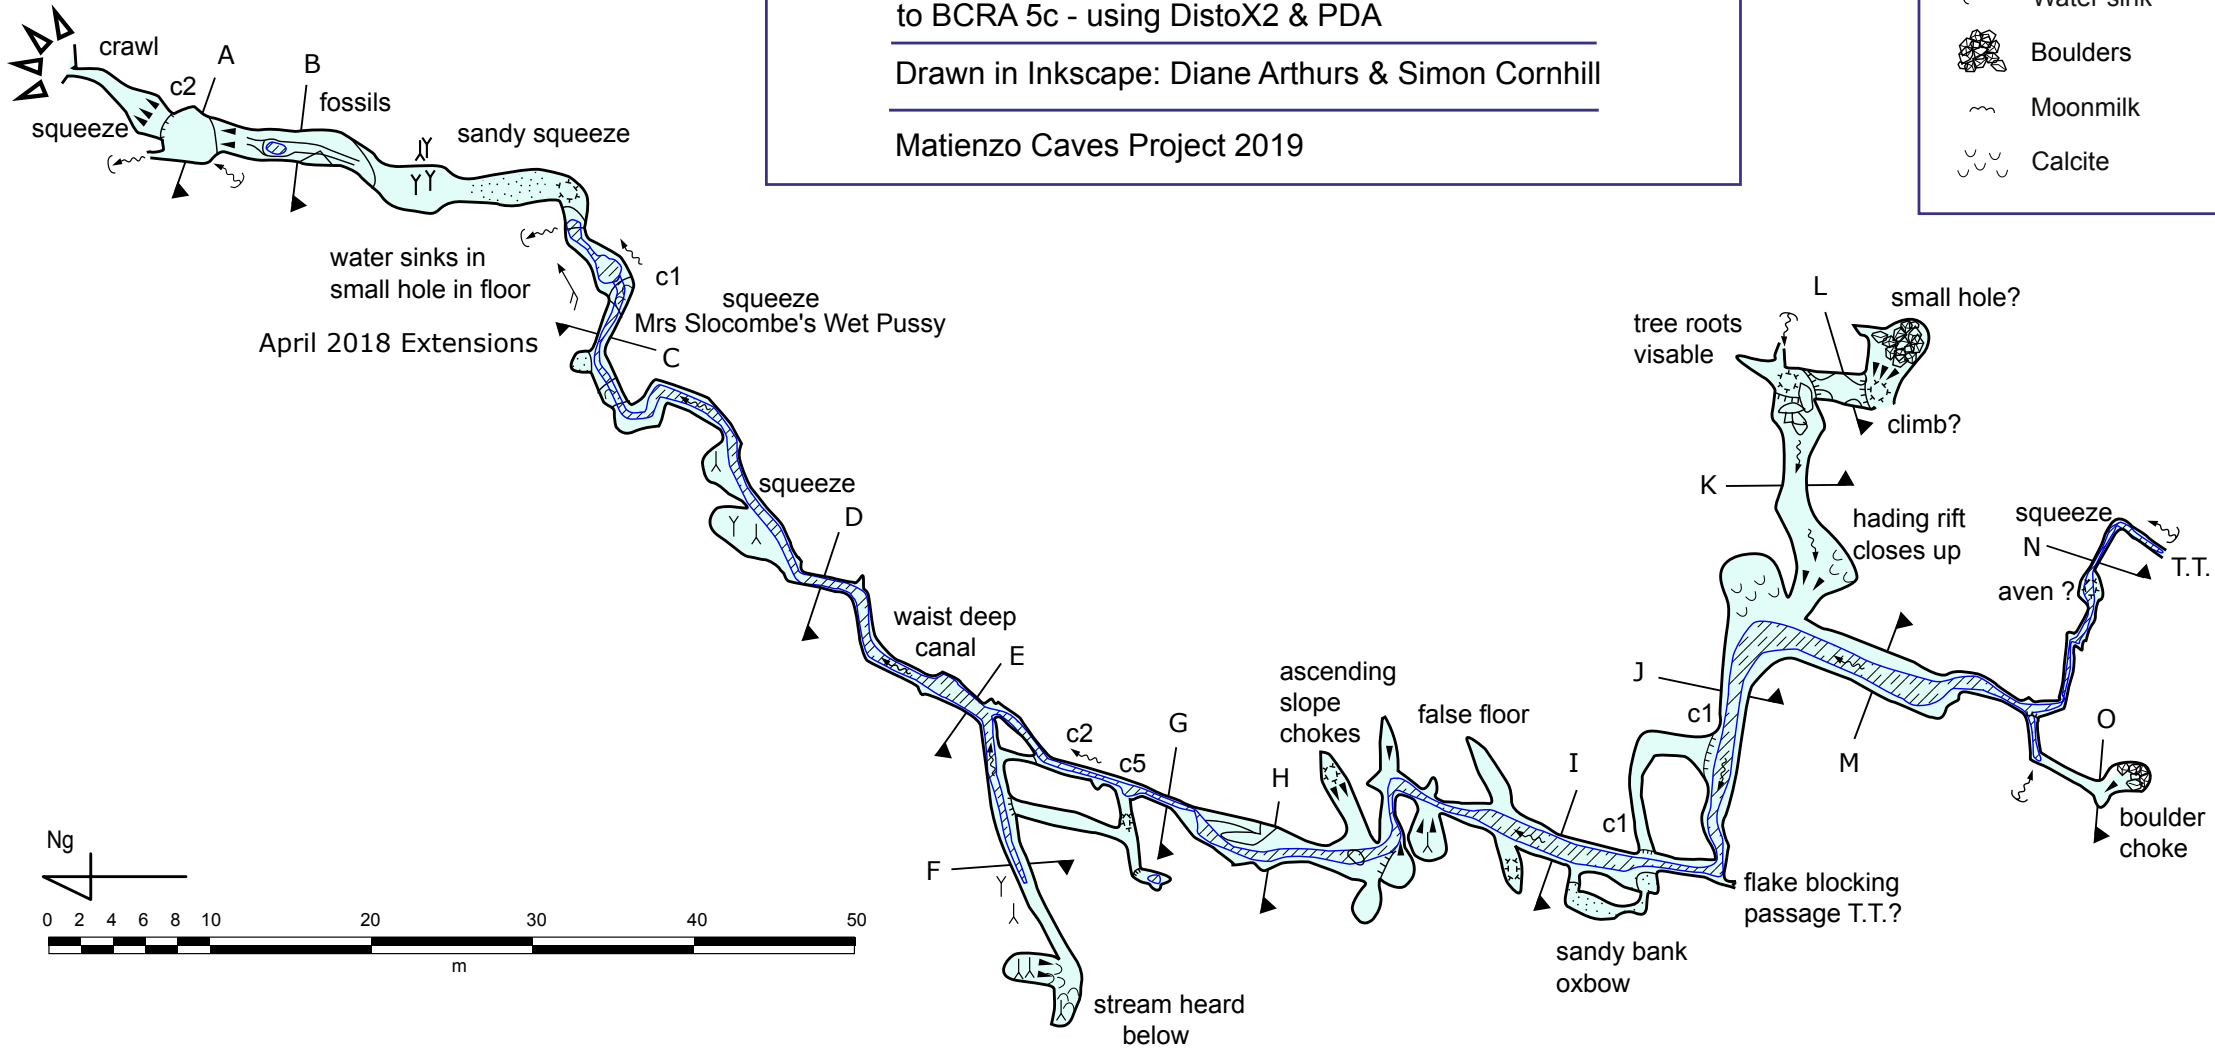 to BCRA 5c - using DistoX2 & PDA
Drawn in Inkscape: Diane Arthurs & Simon Cornhill
Matienzo Caves Project 2019
Water sink
Boulders
Moonmilk
Calcite
crawl
A
B
c2
fossils
squeeze
sandy squeeze
water sinks in
small hole in floor
c1
squeeze
Mrs Slocombe's Wet Pussy
April 2018 Extensions
C
squeeze
D
waist deep
canal
E
c2
c5
G
F
H
ascending
slope
chokes
false floor
I
c1
c1
J
K
L
tree roots
visable
small hole?
climb?
hading rift
closes up
squeeze
N
T.T.
aven ?
M
O
boulder
choke
flake blocking
passage T.T.?
sandy bank
oxbow
stream heard
below
Ng
0 2 4 6 8 10 20 30 40 50
m